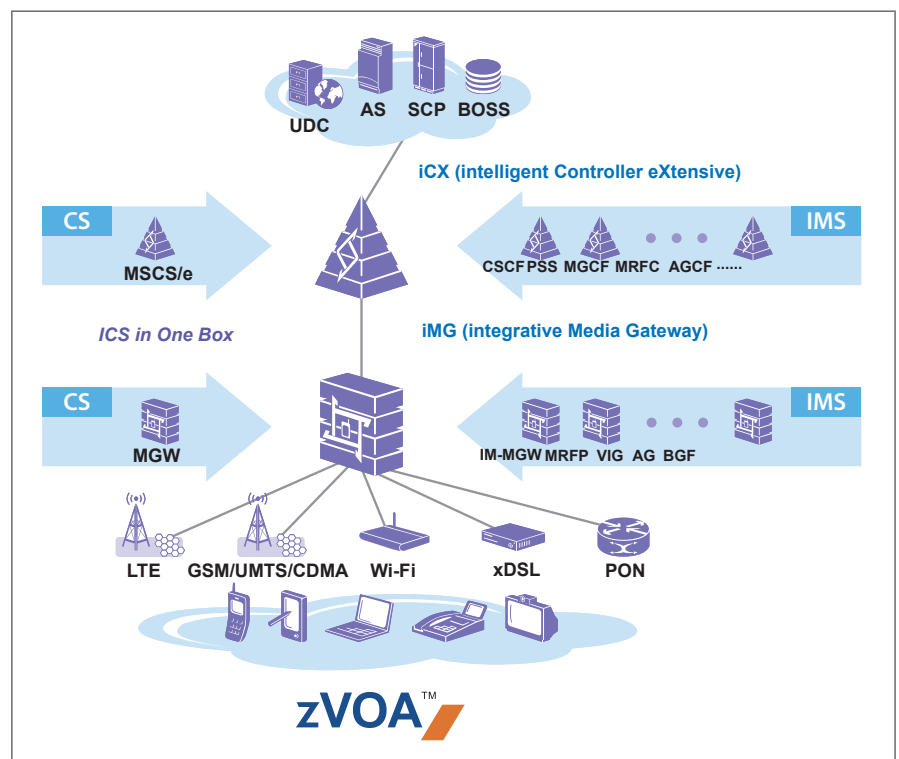 UDC AS SCP BOSS
iCX (intelligent Controller eXtensive)
CS
MSCS/e
IMS
CSCF PSS MGCF MRFC AGCF ······
ICS in One Box
iMG (integrative Media Gateway)
CS
MGW
IMS
IM-MGW MRFP VIG AG BGF
LTE GSM/UMTS/CDMA Wi-Fi xDSL PON
zVOA™